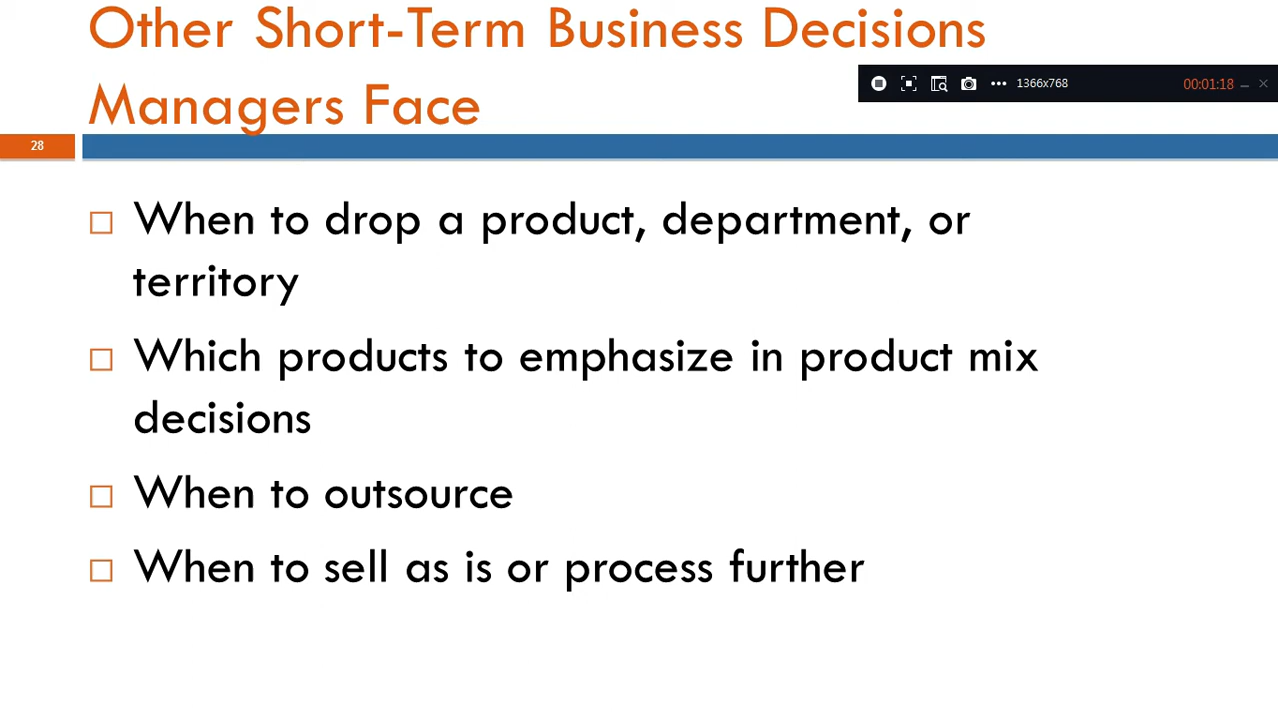 Other Short-Term Business Decisions
Managers Face
1366x768
00:01:18
28
When to drop a product, department, or
territory
Which products to emphasize in product mix
decisions
When to outsource
When to sell as is or process further